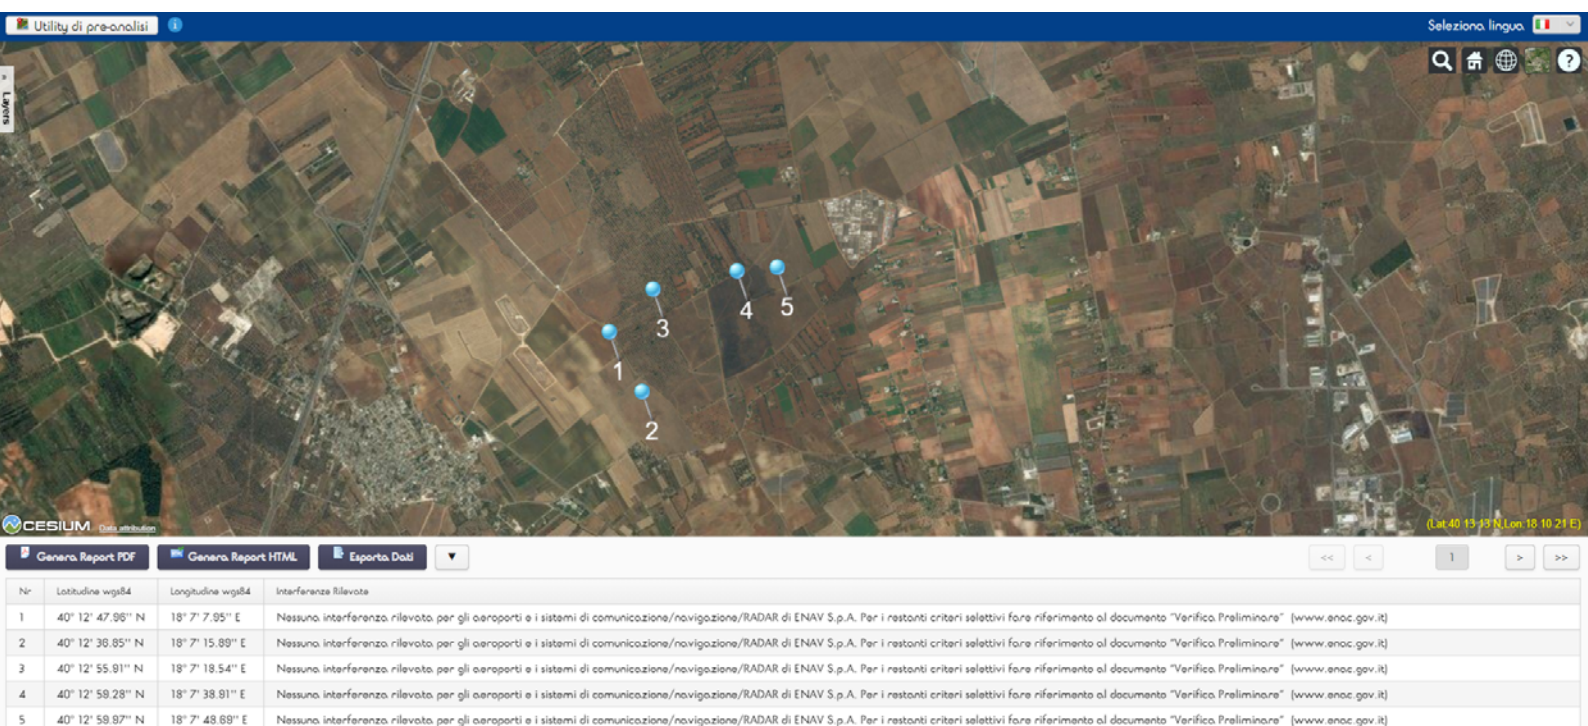 Utility di pre-analisi
Seleziona lingua
Layers
3
4
5
1
2
CESIUM Data attribution
(Lat:40 13 13 N,Lon:18 10 21 E)
Genera Report PDF Genera Report HTML Esporta Dati ▼ << < 1 > >>
Nr Latitudine wgs84 Longitudine wgs84 Interferenze Rilevate
1 40° 12' 47.96'' N 18° 7' 7.95'' E Nessuna interferenza rilevata per gli aeroporti e i sistemi di comunicazione/navigazione/RADAR di ENAV S.p.A. Per i restanti criteri selettivi fare riferimento al documento "Verifica Preliminare" (www.enac.gov.it)
2 40° 12' 36.85'' N 18° 7' 15.89'' E Nessuna interferenza rilevata per gli aeroporti e i sistemi di comunicazione/navigazione/RADAR di ENAV S.p.A. Per i restanti criteri selettivi fare riferimento al documento "Verifica Preliminare" (www.enac.gov.it)
3 40° 12' 55.91'' N 18° 7' 18.54'' E Nessuna interferenza rilevata per gli aeroporti e i sistemi di comunicazione/navigazione/RADAR di ENAV S.p.A. Per i restanti criteri selettivi fare riferimento al documento "Verifica Preliminare" (www.enac.gov.it)
4 40° 12' 59.28'' N 18° 7' 38.91'' E Nessuna interferenza rilevata per gli aeroporti e i sistemi di comunicazione/navigazione/RADAR di ENAV S.p.A. Per i restanti criteri selettivi fare riferimento al documento "Verifica Preliminare" (www.enac.gov.it)
5 40° 12' 59.97'' N 18° 7' 48.69'' E Nessuna interferenza rilevata per gli aeroporti e i sistemi di comunicazione/navigazione/RADAR di ENAV S.p.A. Per i restanti criteri selettivi fare riferimento al documento "Verifica Preliminare" (www.enac.gov.it)